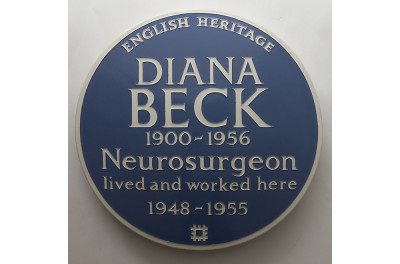 ENGLISH HERITAGE
DIANA
BECK
1900-1956
Neurosurgeon
lived and worked here
1948-1955